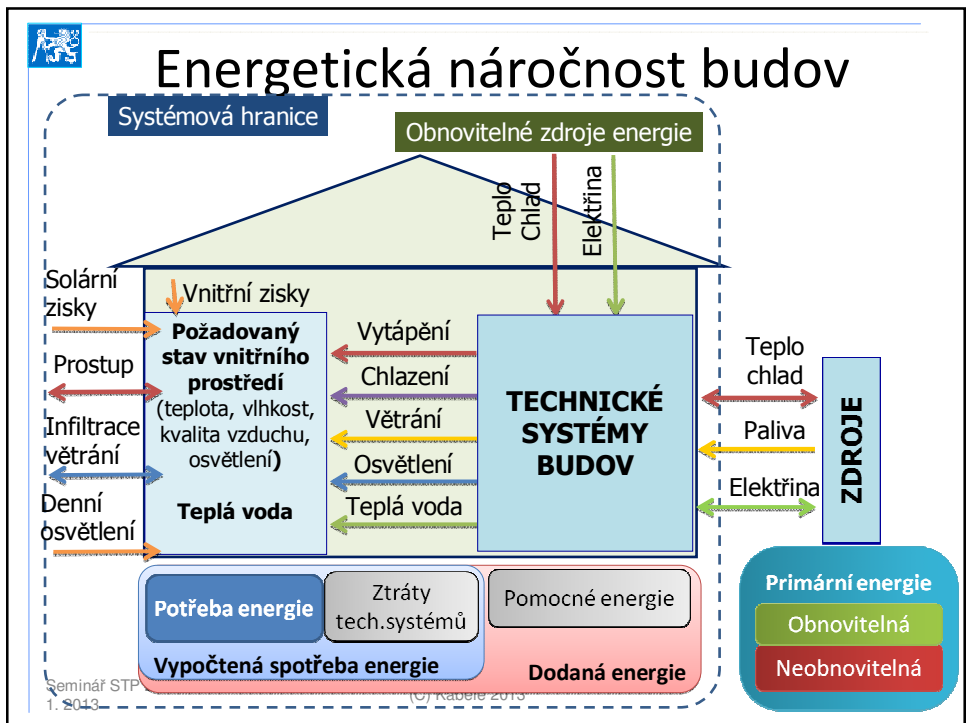 Energetická náročnost budov
Systémová hranice
Obnovitelné zdroje energie
Teplo
Chlad
Elektřina
Solární
zisky
Vnitřní zisky
Prostup
Infiltrace
větrání
Denní
osvětlení
Požadovaný
stav vnitřního
prostředí
(teplota, vlhkost,
kvalita vzduchu,
osvětlení)
Teplá voda
Vytápění
Chlazení
Větrání
Osvětlení
Teplá voda
TECHNICKÉ
SYSTÉMY
BUDOV
Teplo
chlad
Paliva
Elektřina
ZDROJE
Potřeba energie
Ztráty
tech.systémů
Pomocné energie
Vypočtená spotřeba energie
Dodaná energie
Primární energie
Obnovitelná
Neobnovitelná
Seminář STP
1. 2013
(C) Kabele 2013